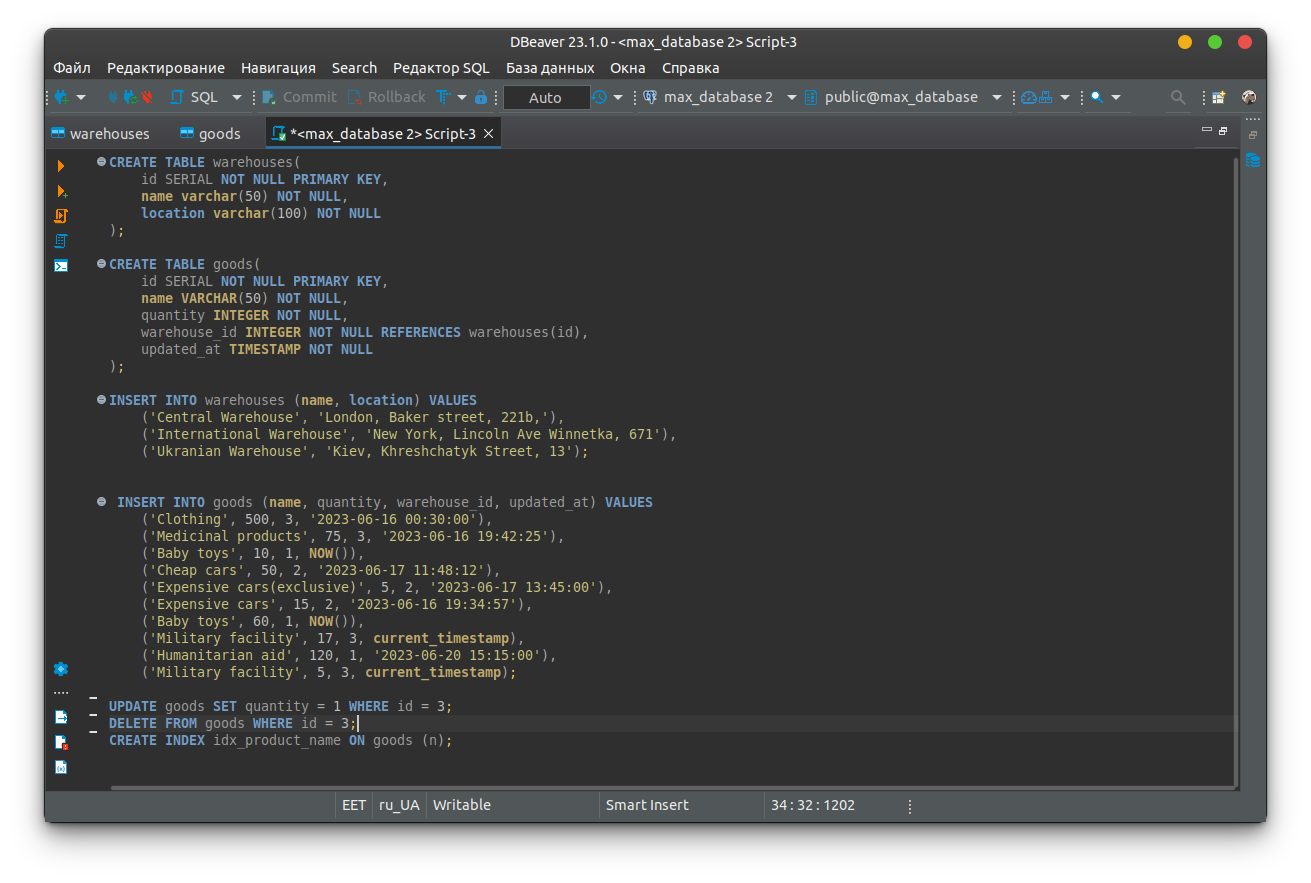 DBeaver 23.1.0 - <max_database 2> Script-3
Файл Редактирование Навигация Search Редактор SQL База данных Окна Справка
SQL Commit Rollback Auto max_database 2 public@max_database
warehouses goods *<max_database 2> Script-3
CREATE TABLE warehouses(
    id SERIAL NOT NULL PRIMARY KEY,
    name varchar(50) NOT NULL,
    location varchar(100) NOT NULL
);
CREATE TABLE goods(
    id SERIAL NOT NULL PRIMARY KEY,
    name VARCHAR(50) NOT NULL,
    quantity INTEGER NOT NULL,
    warehouse_id INTEGER NOT NULL REFERENCES warehouses(id),
    updated_at TIMESTAMP NOT NULL
);
INSERT INTO warehouses (name, location) VALUES
    ('Central Warehouse', 'London, Baker street, 221b,'),
    ('International Warehouse', 'New York, Lincoln Ave Winnetka, 671'),
    ('Ukranian Warehouse', 'Kiev, Khreshchatyk Street, 13');
INSERT INTO goods (name, quantity, warehouse_id, updated_at) VALUES
    ('Clothing', 500, 3, '2023-06-16 00:30:00'),
    ('Medicinal products', 75, 3, '2023-06-16 19:42:25'),
    ('Baby toys', 10, 1, NOW()),
    ('Cheap cars', 50, 2, '2023-06-17 11:48:12'),
    ('Expensive cars(exclusive)', 5, 2, '2023-06-17 13:45:00'),
    ('Expensive cars', 15, 2, '2023-06-16 19:34:57'),
    ('Baby toys', 60, 1, NOW()),
    ('Military facility', 17, 3, current_timestamp),
    ('Humanitarian aid', 120, 1, '2023-06-20 15:15:00'),
    ('Military facility', 5, 3, current_timestamp);
UPDATE goods SET quantity = 1 WHERE id = 3;
DELETE FROM goods WHERE id = 3;
CREATE INDEX idx_product_name ON goods (n);
EET ru_UA Writable Smart Insert 34 : 32 : 1202